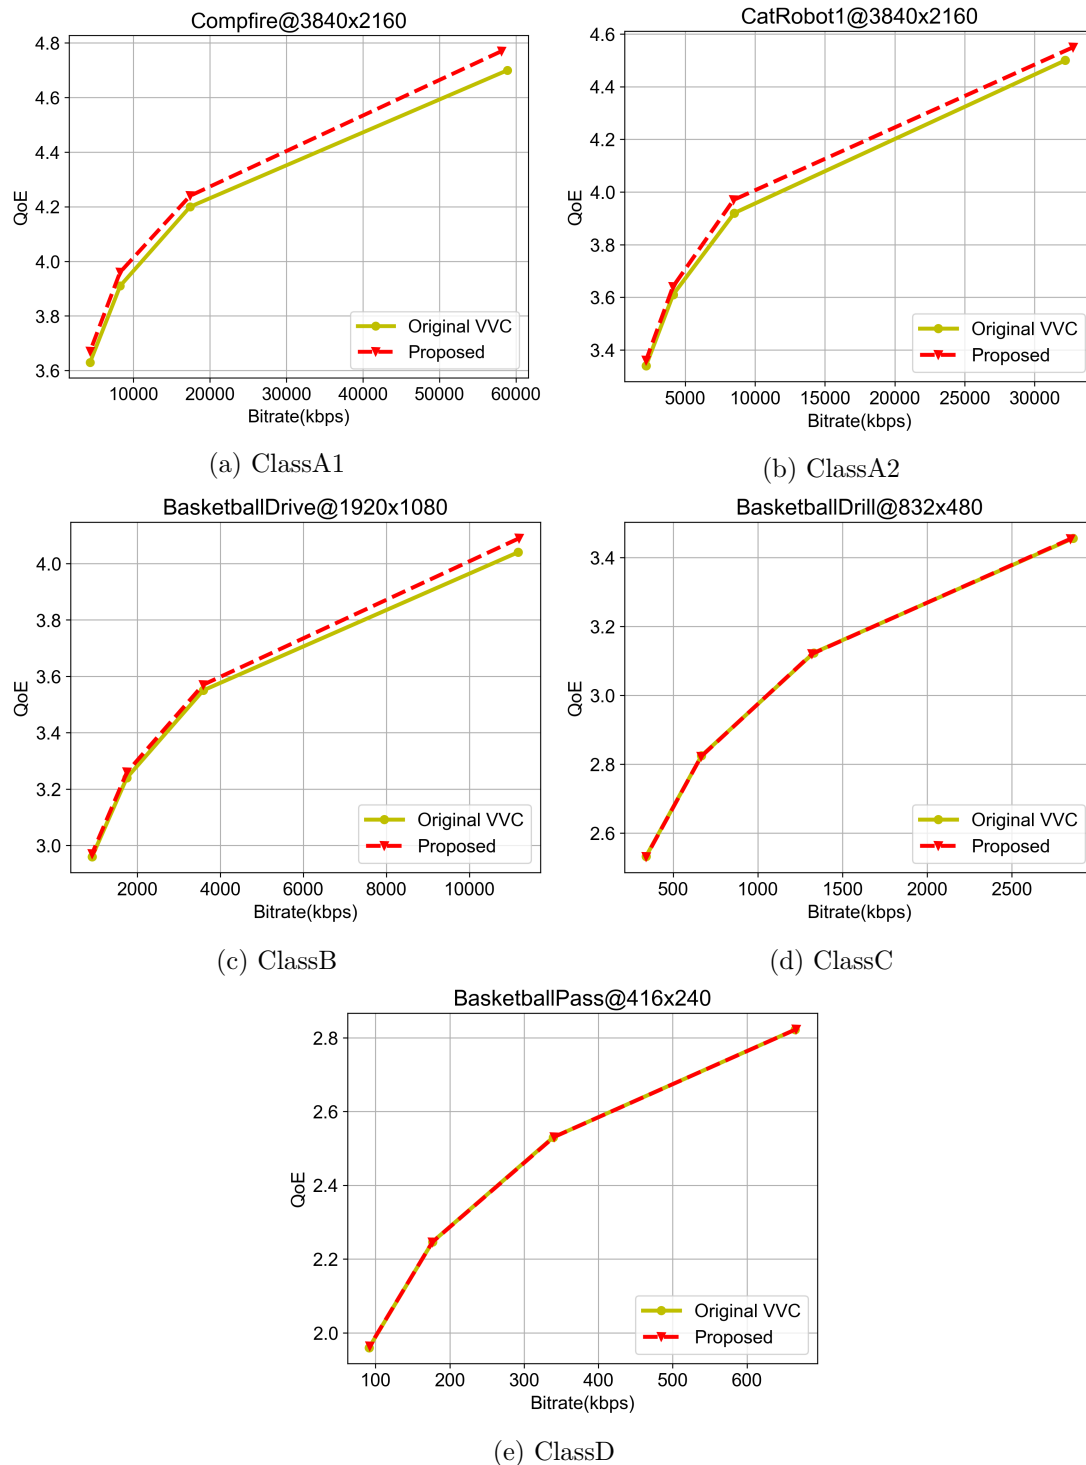 Compfire@3840x2160
QoE
4.8
4.6
4.4
4.2
4.0
3.8
3.6
Original VVC
Proposed
10000 20000 30000 40000 50000 60000
Bitrate(kbps)
(a) ClassA1
CatRobot1@3840x2160
QoE
4.6
4.4
4.2
4.0
3.8
3.6
3.4
Original VVC
Proposed
5000 10000 15000 20000 25000 30000
Bitrate(kbps)
(b) ClassA2
BasketballDrive@1920x1080
QoE
4.0
3.8
3.6
3.4
3.2
3.0
Original VVC
Proposed
2000 4000 6000 8000 10000
Bitrate(kbps)
(c) ClassB
BasketballDrill@832x480
QoE
3.4
3.2
3.0
2.8
2.6
Original VVC
Proposed
500 1000 1500 2000 2500
Bitrate(kbps)
(d) ClassC
BasketballPass@416x240
QoE
2.8
2.6
2.4
2.2
2.0
Original VVC
Proposed
100 200 300 400 500 600
Bitrate(kbps)
(e) ClassD